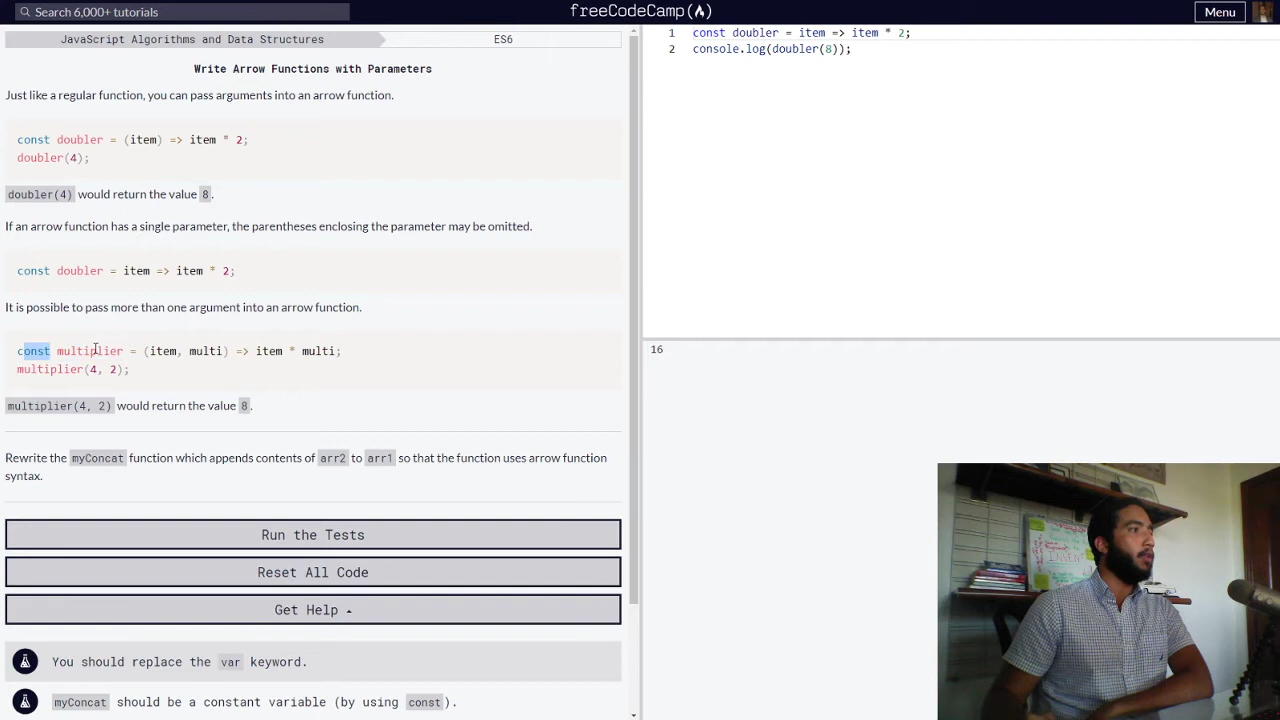 Search 6,000+ tutorials
freeCodeCamp
Menu
JavaScript Algorithms and Data Structures
ES6
Write Arrow Functions with Parameters
Just like a regular function, you can pass arguments into an arrow function.
const doubler = (item) => item * 2;
doubler(4);
doubler(4) would return the value 8.
If an arrow function has a single parameter, the parentheses enclosing the parameter may be omitted.
const doubler = item => item * 2;
It is possible to pass more than one argument into an arrow function.
const multiplier = (item, multi) => item * multi;
multiplier(4, 2);
multiplier(4, 2) would return the value 8.
Rewrite the myConcat function which appends contents of arr2 to arr1 so that the function uses arrow function
syntax.
Run the Tests
Reset All Code
Get Help
You should replace the var keyword.
myConcat should be a constant variable (by using const).
1 const doubler = item => item * 2;
2 console.log(doubler(8));
16